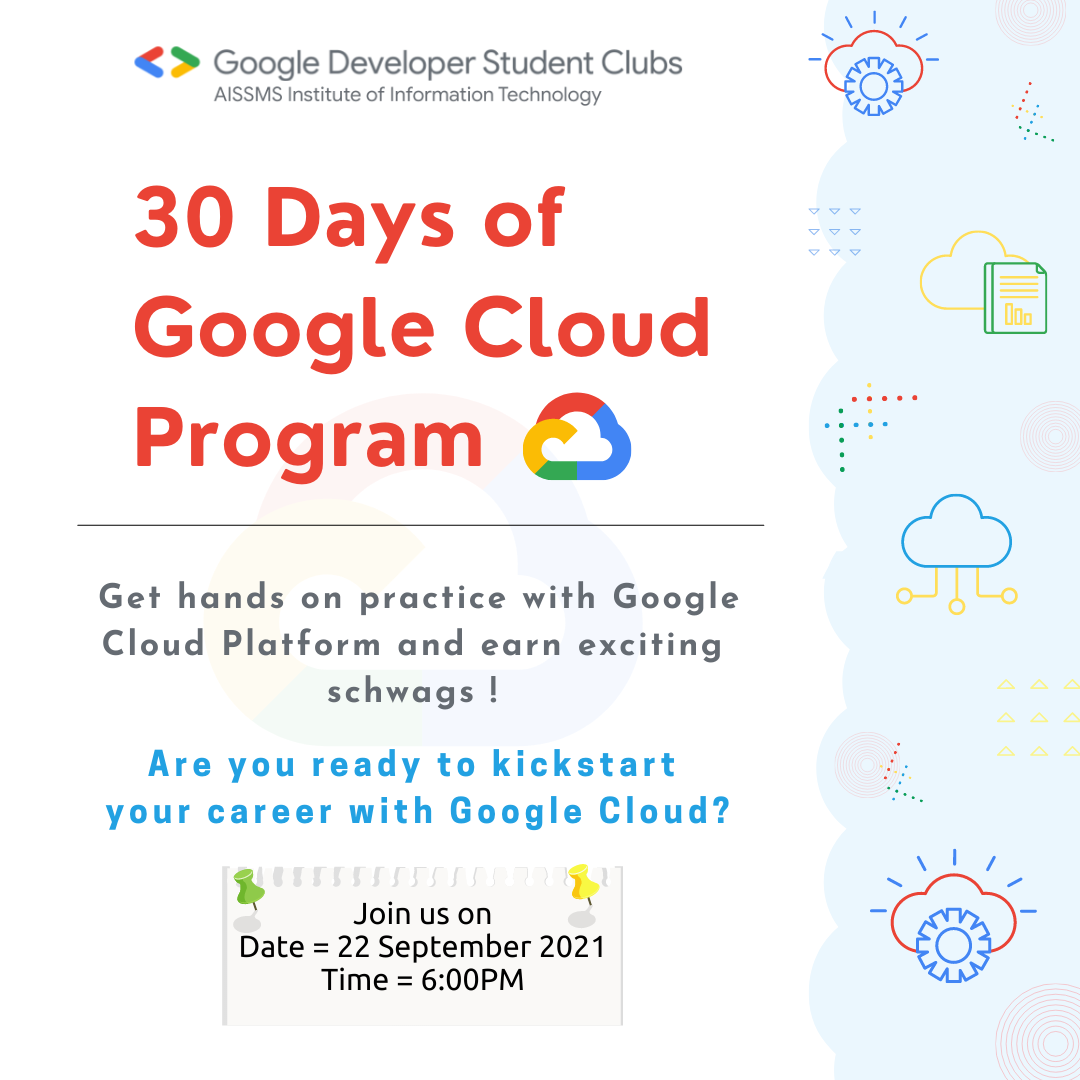 Google Developer Student Clubs
AISSMS Institute of Information Technology
30 Days of
Google Cloud
Program
Get hands on practice with Google
Cloud Platform and earn exciting
schwags !
Are you ready to kickstart
your career with Google Cloud?
Join us on
Date = 22 September 2021
Time = 6:00PM